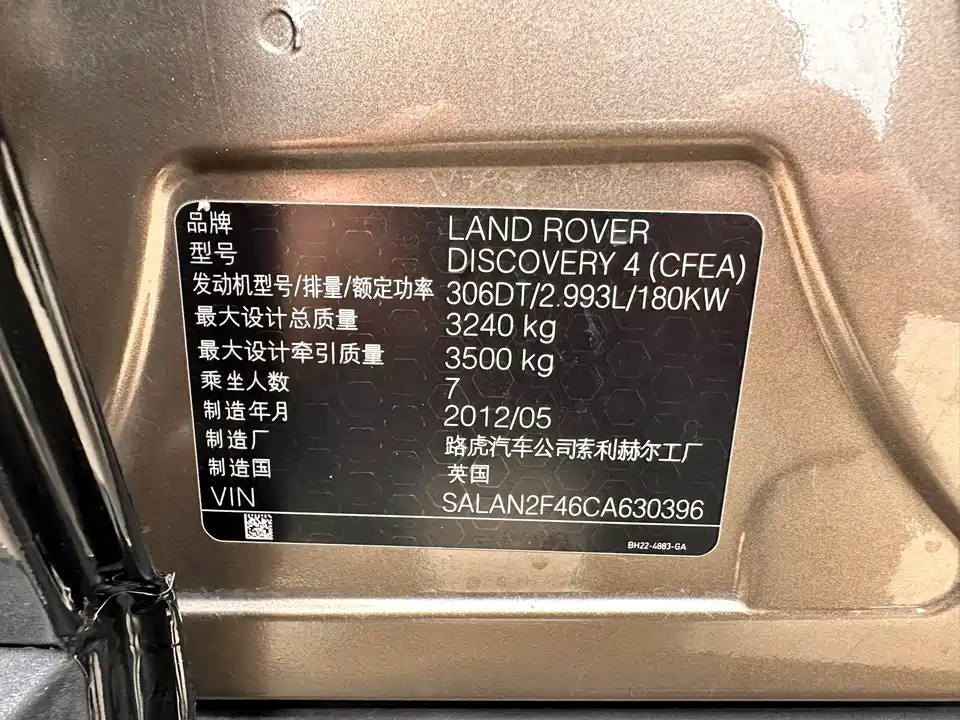 品牌 LAND ROVER
型号 DISCOVERY 4 (CFEA)
发动机型号/排量/额定功率 306DT/2.993L/180KW
最大设计总质量 3240 kg
最大设计牵引质量 3500 kg
乘坐人数 7
制造年月 2012/05
制造厂 路虎汽车公司索利赫尔工厂
制造国 英国
VIN SALAN2F46CA630396
BH22-4883-GA